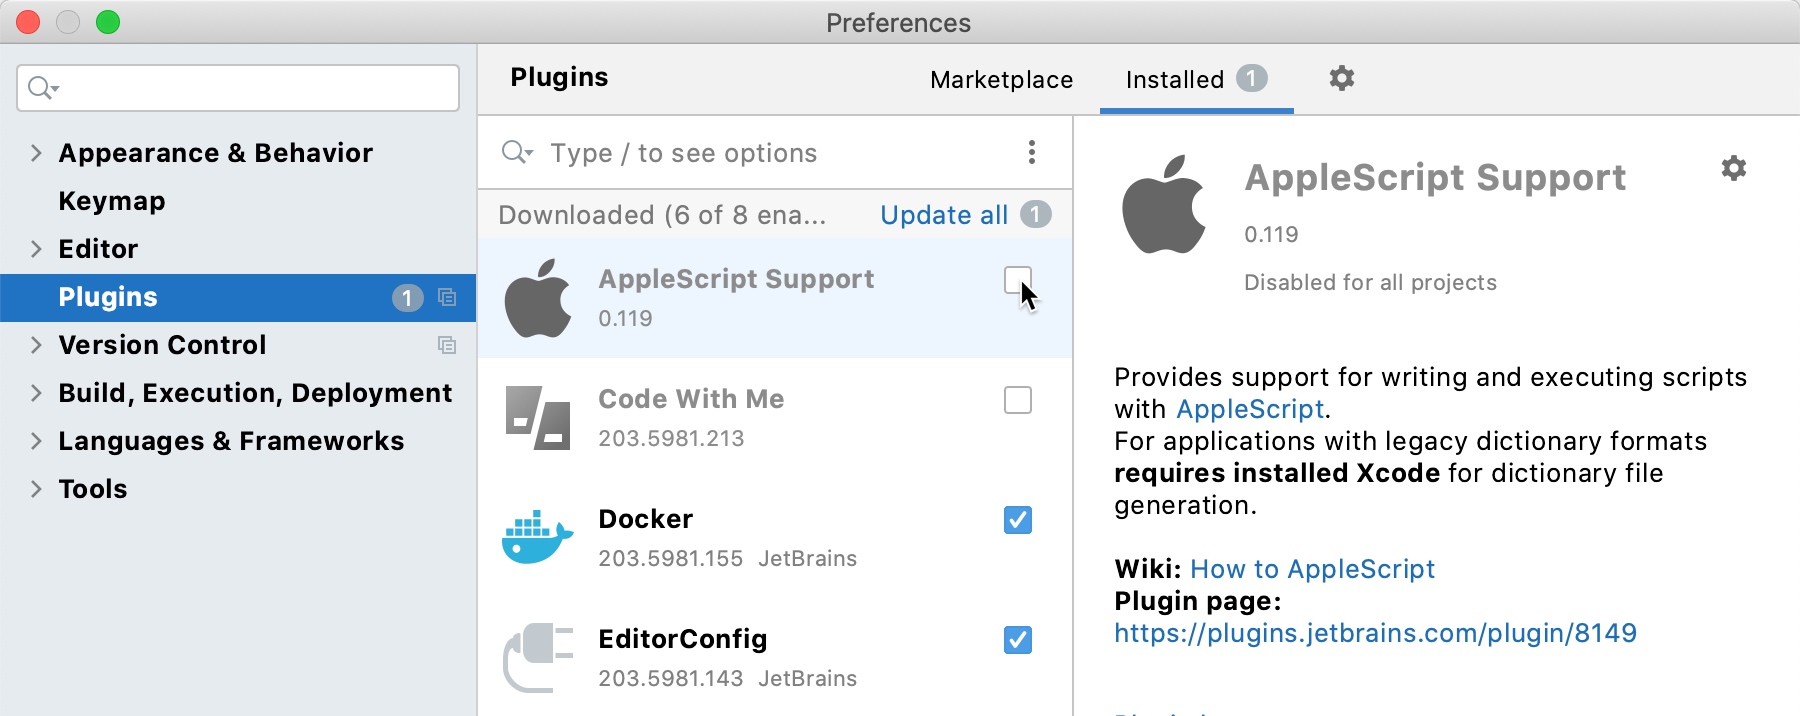 Preferences
Plugins
Marketplace
Installed 1
Appearance & Behavior
Keymap
Editor
Plugins 1
Version Control
Build, Execution, Deployment
Languages & Frameworks
Tools
Type / to see options
Downloaded (6 of 8 ena... Update all 1
AppleScript Support
0.119
Code With Me
203.5981.213
Docker
203.5981.155 JetBrains
EditorConfig
203.5981.143 JetBrains
AppleScript Support
0.119
Disabled for all projects
Provides support for writing and executing scripts
with AppleScript.
For applications with legacy dictionary formats
requires installed Xcode for dictionary file
generation.
Wiki: How to AppleScript
Plugin page:
https://plugins.jetbrains.com/plugin/8149